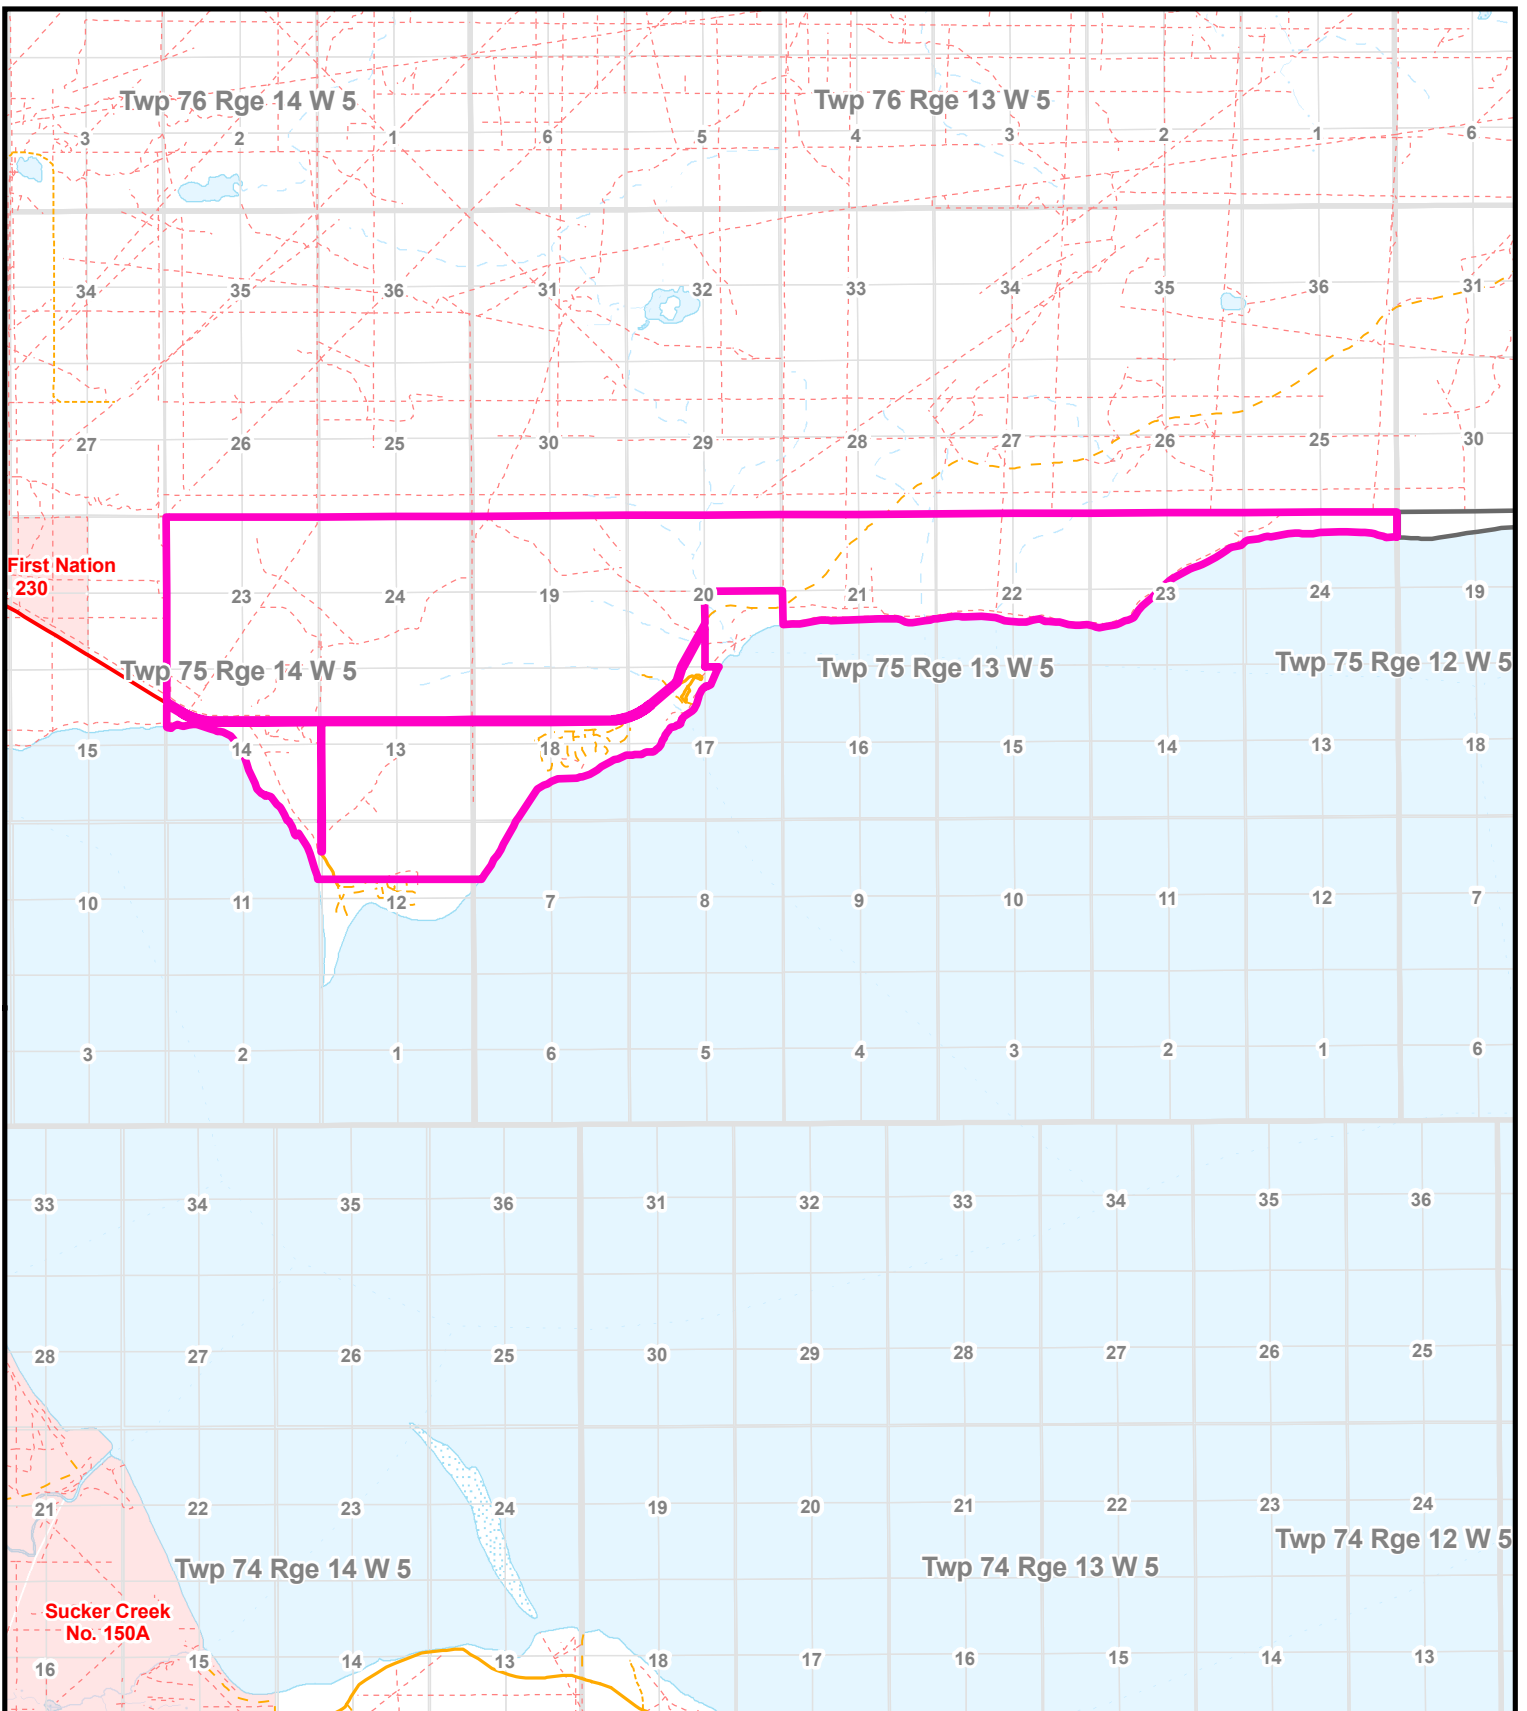 Twp 76 Rge 14 W 5
Twp 76 Rge 13 W 5
3 2 1 6 5 4 3 2 1 6
34 35 36 31 32 33 34 35 36 31
27 26 25 30 29 28 27 26 25 30
First Nation
230
23 24 19 20 21 22 23 24 19
Twp 75 Rge 14 W 5
Twp 75 Rge 13 W 5
Twp 75 Rge 12 W 5
15 14 13 18 17 16 15 14 13 18
10 11 12 7 8 9 10 11 12 7
3 2 1 6 5 4 3 2 1 6
33 34 35 36 31 32 33 34 35 36
28 27 26 25 30 29 28 27 26 25
21 22 23 24 19 20 21 22 23 24
Twp 74 Rge 14 W 5
Twp 74 Rge 13 W 5
Twp 74 Rge 12 W 5
Sucker Creek
No. 150A
16 15 14 13 18 17 16 15 14 13